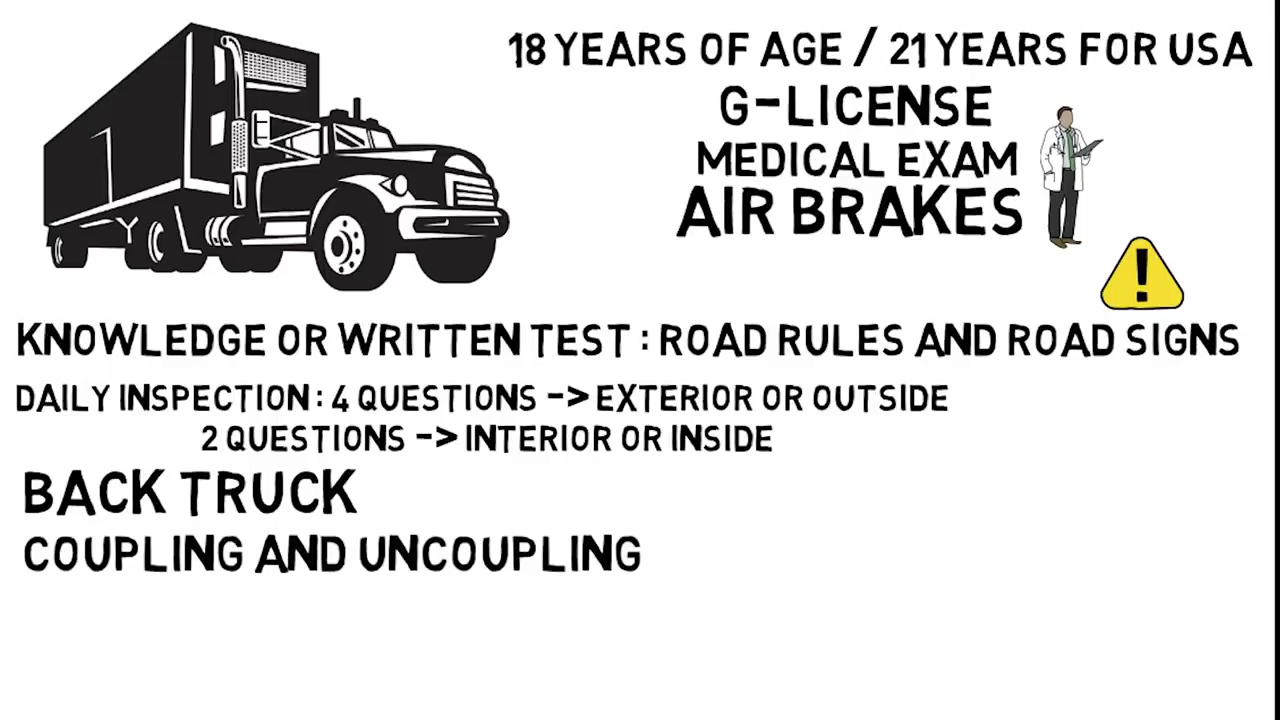 18 YEARS OF AGE / 21 YEARS FOR USA
G-LICENSE
MEDICAL EXAM
AIR BRAKES
!
KNOWLEDGE OR WRITTEN TEST : ROAD RULES AND ROAD SIGNS
DAILY INSPECTION : 4 QUESTIONS -> EXTERIOR OR OUTSIDE
2 QUESTIONS -> INTERIOR OR INSIDE
BACK TRUCK
COUPLING AND UNCOUPLING